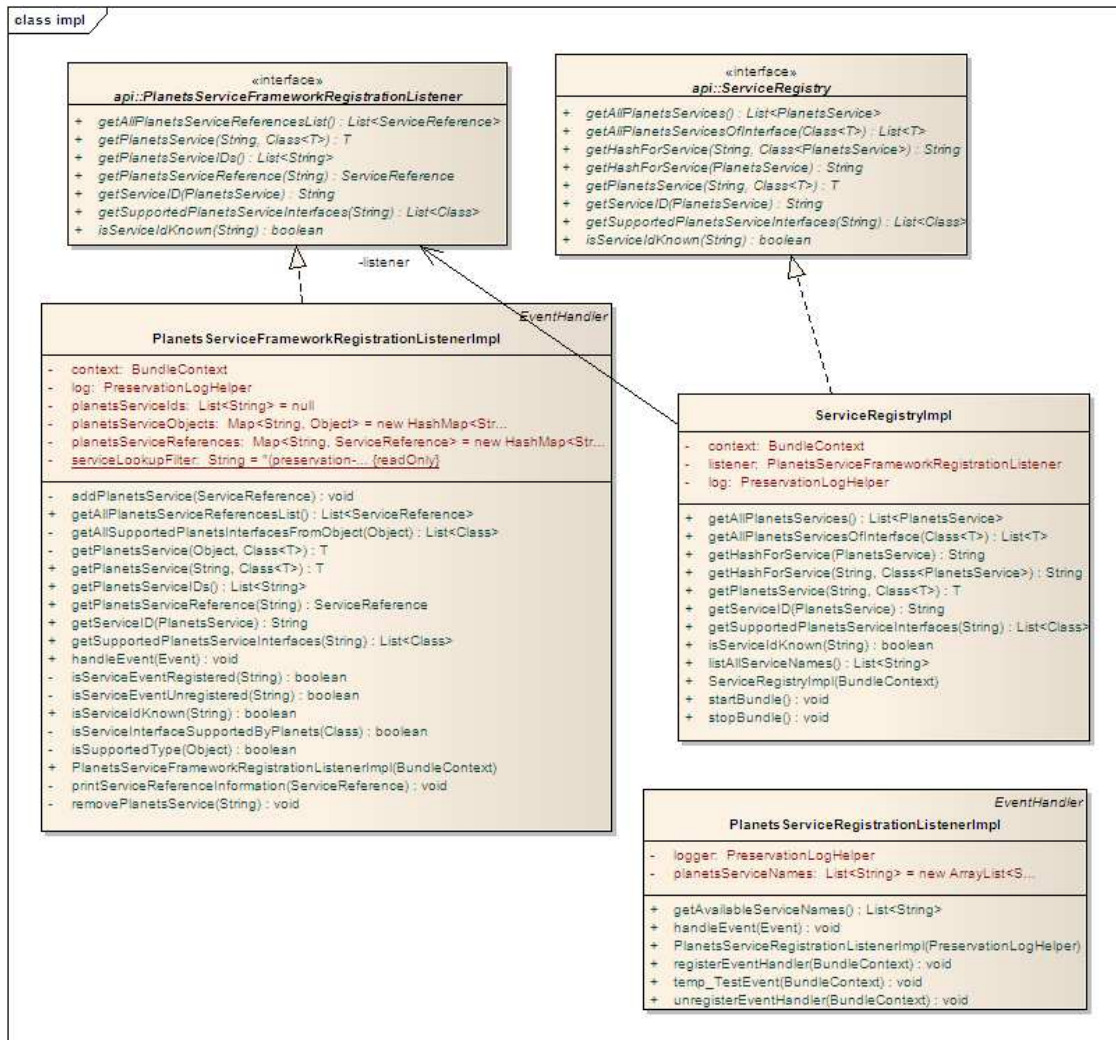 class impl
«interface»
api::PlanetsServiceFrameworkRegistrationListener
+ getAllPlanetsServiceReferencesList() : List<ServiceReference>
+ getPlanetsService(String, Class<T>) : T
+ getPlanetsServiceIDs() : List<String>
+ getPlanetsServiceReference(String) : ServiceReference
+ getServiceID(PlanetsService) : String
+ getSupportedPlanetsServiceInterfaces(String) : List<Class>
+ isServiceIdKnown(String) : boolean
«interface»
api::ServiceRegistry
+ getAllPlanetsServices() : List<PlanetsService>
+ getAllPlanetsServicesOfInterface(Class<T>) : List<T>
+ getHashForService(String, Class<PlanetsService>) : String
+ getHashForService(PlanetsService) : String
+ getPlanetsService(String, Class<T>) : T
+ getServiceID(PlanetsService) : String
+ getSupportedPlanetsServiceInterfaces(String) : List<Class>
+ isServiceIdKnown(String) : boolean
-listener
EventHandler
PlanetsServiceFrameworkRegistrationListenerImpl
- context: BundleContext
- log: PreservationLogHelper
- planetsServiceIds: List<String> = null
- planetsServiceObjects: Map<String, Object> = new HashMap<Str...
- planetsServiceReferences: Map<String, ServiceReference> = new HashMap<Str...
- serviceLookupFilter: String = "(preservation-... {readOnly}
- addPlanetsService(ServiceReference) : void
+ getAllPlanetsServiceReferencesList() : List<ServiceReference>
- getAllSupportedPlanetsInterfacesFromObject(Object) : List<Class>
- getPlanetsService(Object, Class<T>) : T
+ getPlanetsService(String, Class<T>) : T
+ getPlanetsServiceIDs() : List<String>
+ getPlanetsServiceReference(String) : ServiceReference
+ getServiceID(PlanetsService) : String
+ getSupportedPlanetsServiceInterfaces(String) : List<Class>
+ handleEvent(Event) : void
- isServiceEventRegistered(String) : boolean
- isServiceEventUnregistered(String) : boolean
+ isServiceIdKnown(String) : boolean
- isServiceInterfaceSupportedByPlanets(Class) : boolean
- isSupportedType(Object) : boolean
+ PlanetsServiceFrameworkRegistrationListenerImpl(BundleContext)
- printServiceReferenceInformation(ServiceReference) : void
- removePlanetsService(String) : void
ServiceRegistryImpl
- context: BundleContext
- listener: PlanetsServiceFrameworkRegistrationListener
- log: PreservationLogHelper
+ getAllPlanetsServices() : List<PlanetsService>
+ getAllPlanetsServicesOfInterface(Class<T>) : List<T>
+ getHashForService(PlanetsService) : String
+ getHashForService(String, Class<PlanetsService>) : String
+ getPlanetsService(String, Class<T>) : T
+ getServiceID(PlanetsService) : String
+ getSupportedPlanetsServiceInterfaces(String) : List<Class>
+ isServiceIdKnown(String) : boolean
+ listAllServiceNames() : List<String>
+ ServiceRegistryImpl(BundleContext)
+ startBundle() : void
+ stopBundle() : void
EventHandler
PlanetsServiceRegistrationListenerImpl
- logger: PreservationLogHelper
- planetsServiceNames: List<String> = new ArrayList<S...
+ getAvailableServiceNames() : List<String>
+ handleEvent(Event) : void
+ PlanetsServiceRegistrationListenerImpl(PreservationLogHelper)
+ registerEventHandler(BundleContext) : void
+ temp_TestEvent(BundleContext) : void
+ unregisterEventHandler(BundleContext) : void